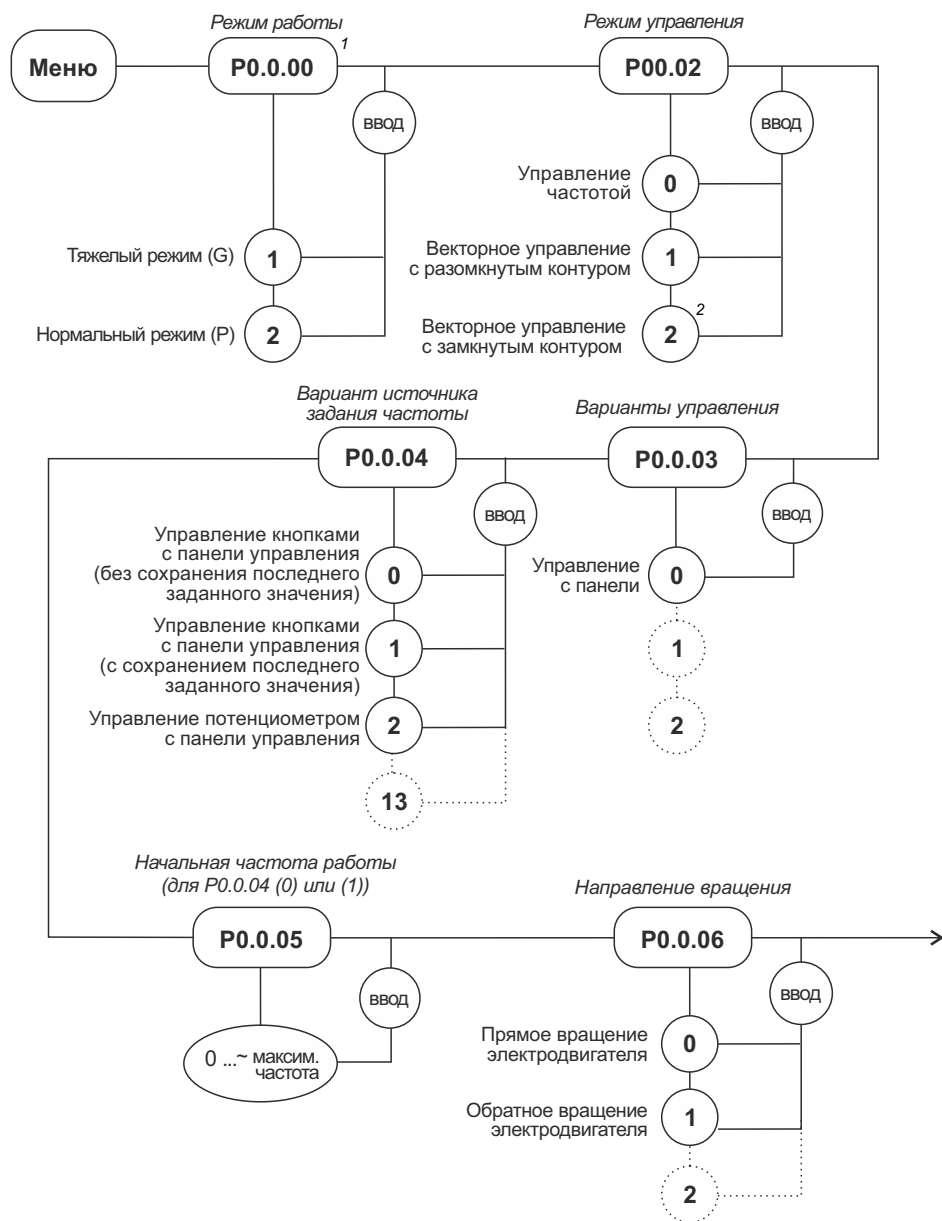 Режим работы
1
Меню
P0.0.00
ввод
Тяжелый режим (G)
1
Нормальный режим (P)
2
Режим управления
P00.02
ввод
Управление
частотой
0
Векторное управление
с разомкнутым контуром
1
Векторное управление
с замкнутым контуром
2
2
Вариант источника
задания частоты
P0.0.04
ввод
Управление кнопками
с панели управления
(без сохранения последнего
заданного значения)
0
Управление кнопками
с панели управления
(с сохранением последнего
заданного значения)
1
Управление потенциометром
с панели управления
2
13
Варианты управления
P0.0.03
ввод
Управление
с панели
0
1
2
Начальная частота работы
(для P0.0.04 (0) или (1))
P0.0.05
ввод
0 ...~ максим.
частота
Направление вращения
P0.0.06
ввод
Прямое вращение
электродвигателя
0
Обратное вращение
электродвигателя
1
2